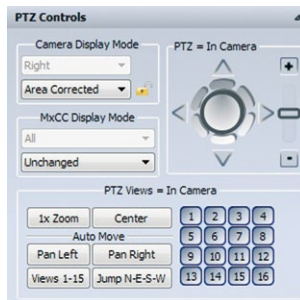 PTZ Controls
Camera Display Mode
Right
Area Corrected
MxCC Display Mode
All
Unchanged
PTZ = In Camera
+
-
PTZ Views = In Camera
1x Zoom Center
Auto Move
Pan Left Pan Right
Views 1-15 Jump N-E-S-W
1 2 3 4
5 6 7 8
9 10 11 12
13 14 15 16